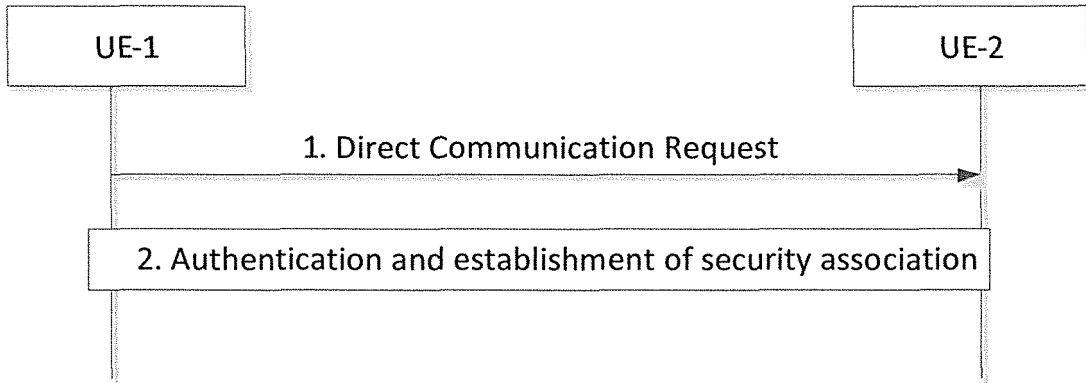 UE-1
UE-2
1. Direct Communication Request
2. Authentication and establishment of security association